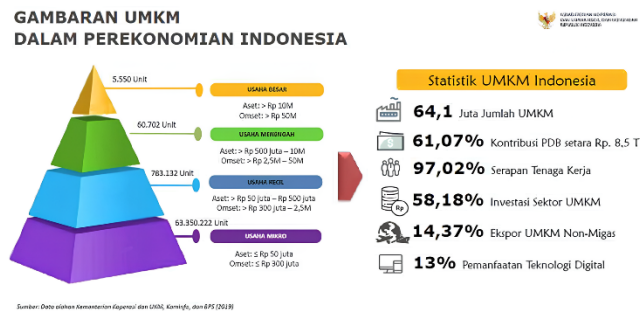 GAMBARAN UMKM
DALAM PEREKONOMIAN INDONESIA
5.550 Unit
USAHA BESAR
Aset: > Rp 10M
Omset: > Rp 50M
60.702 Unit
USAHA MENENGAH
Aset: > Rp 500 Juta – 10M
Omset: > Rp 2,5M – 50M
783.132 Unit
USAHA KECIL
Aset: > Rp 50 juta – Rp 500 juta
Omset: > Rp 300 juta – 2,5M
63.350.222 Unit
USAHA MIKRO
Aset: ≤ Rp 50 juta
Omset: ≤ Rp 300 juta
Statistik UMKM Indonesia
64,1 Juta Jumlah UMKM
61,07% Kontribusi PDB setara Rp. 8,5 T
97,02% Serapan Tenaga Kerja
Rp
58,18% Investasi Sektor UMKM
14,37% Ekspor UMKM Non-Migas
13% Pemanfaatan Teknologi Digital
Sumber: Data olahan Kementerian Koperasi dan UKM, Kominfo, dan BPS (2019)